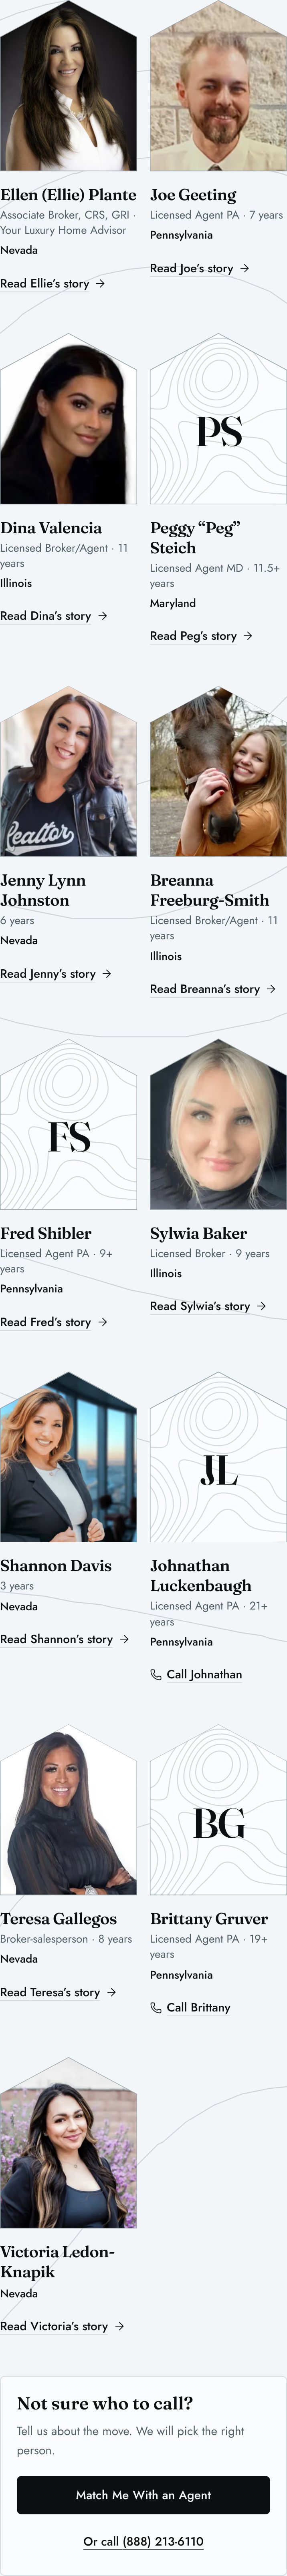 Ellen (Ellie) Plante
Associate Broker, CRS, GRI ·
Your Luxury Home Advisor
Nevada
Read Ellie's story →
Joe Geeting
Licensed Agent PA · 7 years
Pennsylvania
Read Joe's story →
Dina Valencia
Licensed Broker/Agent · 11
years
Illinois
Read Dina's story →
PS
Peggy “Peg”
Steich
Licensed Agent MD · 11.5+
years
Maryland
Read Peg's story →
Realtor
Jenny Lynn
Johnston
6 years
Nevada
Read Jenny's story →
Breanna
Freeburg-Smith
Licensed Broker/Agent · 11
years
Illinois
Read Breanna's story →
FS
Fred Shibler
Licensed Agent PA · 9+
years
Pennsylvania
Read Fred's story →
Sylwia Baker
Licensed Broker · 9 years
Illinois
Read Sylwia's story →
Shannon Davis
3 years
Nevada
Read Shannon's story →
JL
Johnathan
Luckenbaugh
Licensed Agent PA · 21+
years
Pennsylvania
Call Johnathan
Teresa Gallegos
Broker-salesperson · 8 years
Nevada
Read Teresa's story →
BG
Brittany Gruver
Licensed Agent PA · 19+
years
Pennsylvania
Call Brittany
Victoria Ledon-
Knapik
Nevada
Read Victoria's story →
Not sure who to call?
Tell us about the move. We will pick the right
person.
Match Me With an Agent
Or call (888) 213-6110